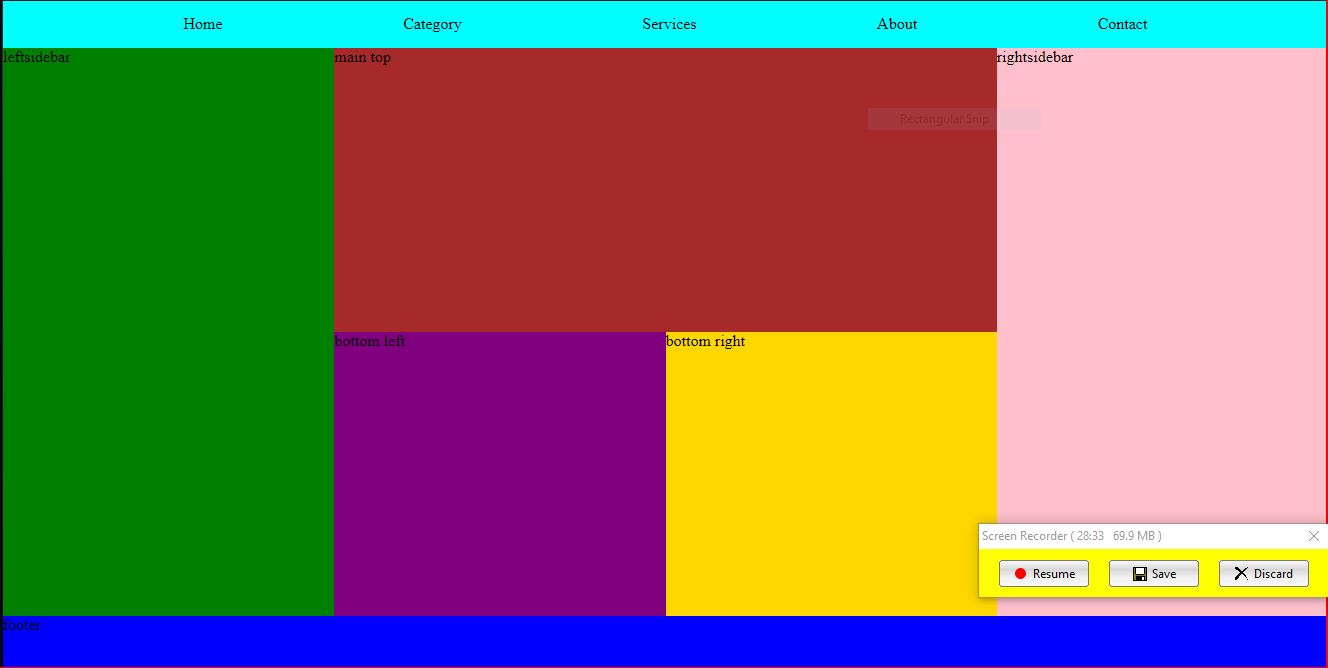 Home Category Services About Contact
leftsidebar
main top
rightsidebar
Rectangular Snip
bottom left
bottom right
Screen Recorder ( 28:33 69.9 MB )
Resume Save Discard
footer